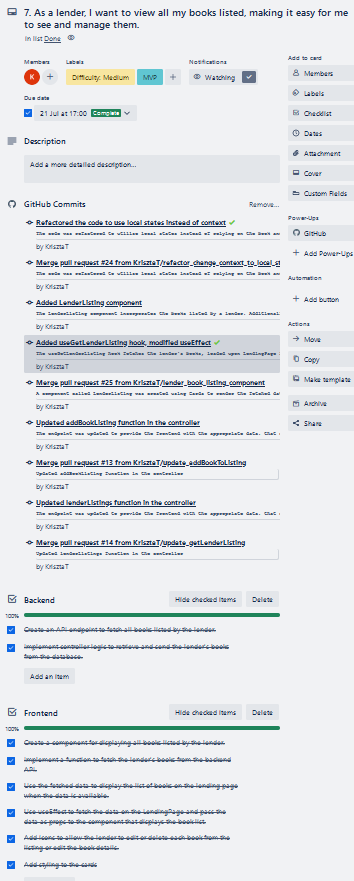 7. As a lender, I want to view all my books listed, making it easy for me
to see and manage them.
in list Done
Members
Labels
Notifications
K
+
Difficulty: Medium
MVP
+
Watching
Due date
21 Jul at 17:00 Complete
Description
Add a more detailed description...
GitHub Commits
Remove...
Refactored the code to use local states instead of context
The code was refactored to utilise local states instead of relying on the book
by KrisztaT
Merge pull request #24 from KrisztaT/refactor_change_context_to_local_st
The code was refactored to utilise local states instead of relying on the book
by KrisztaT
Added LenderListing component
The lenderlisting component incorporates the books listed by a lender.
by KrisztaT
Added useGetLenderListing hook, modified useEffect
The useGetLenderListing hook fetches the lender's books, based upon LendingPage
by KrisztaT
Merge pull request #25 from KrisztaT/lender_book_listing_component
A component called lenderlisting was created using Cards to render the fetched
by KrisztaT
Updated addBookListing function in the controller
The endpoint was updated to provide the frontend with the appropriate data.
by KrisztaT
Merge pull request #13 from KrisztaT/update_addBookToListing
Updated addBookListing function in the controller
by KrisztaT
Updated lenderListings function in the controller
The endpoint was updated to provide the frontend with the appropriate data.
by KrisztaT
Merge pull request #14 from KrisztaT/update_getLenderListing
Updated lenderListings function in the controller
by KrisztaT
Backend
Hide checked items
Delete
100%
Create an API endpoint to fetch all books listed by the lender.
Implement controller logic to retrieve and send the lender's books
from the database.
Add an item
Frontend
Hide checked items
Delete
100%
Create a component for displaying all books listed by the lender.
Implement a function to fetch the lender's books from the backend
API.
Use the fetched data to display the list of books on the lending page
when the data is available.
Use useEffect to fetch the data on the LendingPage and pass the
data as props to the component that displays the book list.
Add icons to allow the lender to edit or delete each book from the
listing or edit the book details.
Add styling to the cards
Add to card
Members
Labels
Checklist
Dates
Attachment
Cover
Custom Fields
Power-Ups
GitHub
+ Add Power-Ups
Automation
+ Add button
Actions
Move
Copy
Make template
Archive
Share